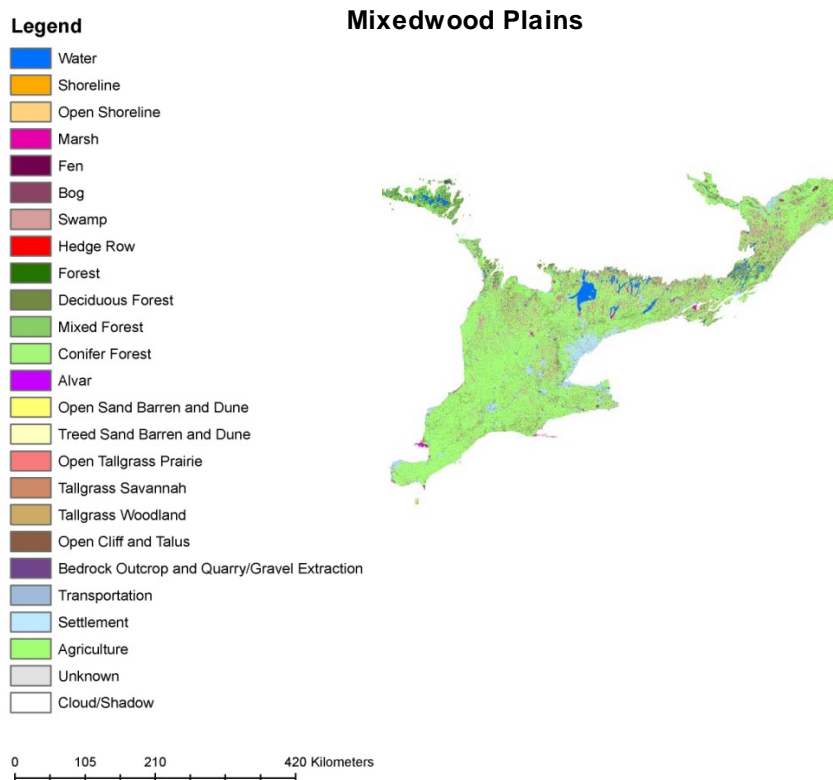 Mixedwood Plains
Legend
Water
Shoreline
Open Shoreline
Marsh
Fen
Bog
Swamp
Hedge Row
Forest
Deciduous Forest
Mixed Forest
Conifer Forest
Alvar
Open Sand Barren and Dune
Treed Sand Barren and Dune
Open Tallgrass Prairie
Tallgrass Savannah
Tallgrass Woodland
Open Cliff and Talus
Bedrock Outcrop and Quarry/Gravel Extraction
Transportation
Settlement
Agriculture
Unknown
Cloud/Shadow
0 105 210 420 Kilometers